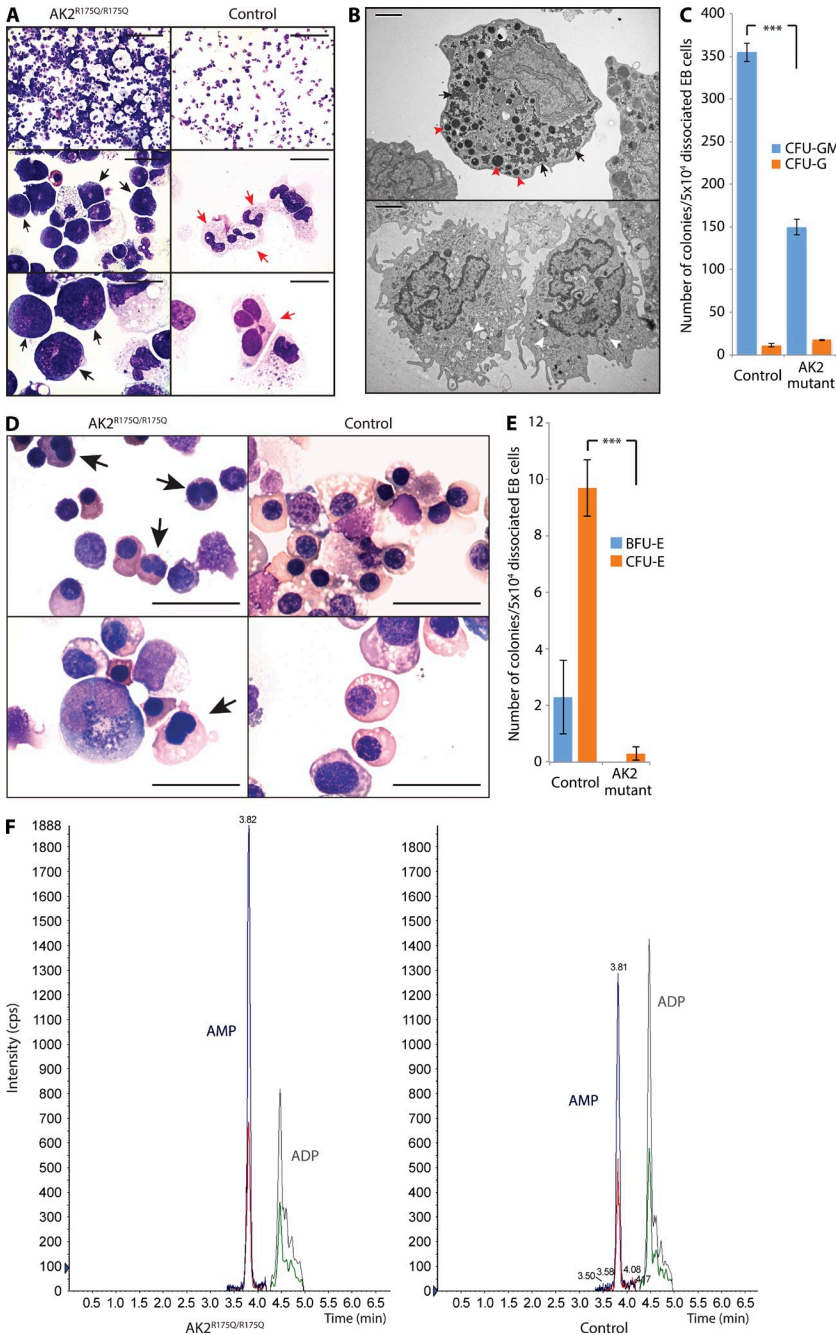 A
AK2R175Q/R175Q
Control
B
C
Number of colonies/5x10⁴ dissociated EB cells
400
350
300
250
200
150
100
50
0
***
CFU-GM
CFU-G
Control
AK2
mutant
D
AK2R175Q/R175Q
Control
E
Number of colonies/5x10⁴ dissociated EB cells
12
10
8
6
4
2
0
***
BFU-E
CFU-E
Control
AK2
mutant
F
Intensity (cps)
1888
1800
1700
1600
1500
1400
1300
1200
1100
1000
900
800
700
600
500
400
300
200
100
0
3.82
AMP
ADP
0.5 1.0 1.5 2.0 2.5 3.0 3.5 4.0 4.5 5.0 5.5 6.0 6.5
Time (min)
AK2R175Q/R175Q
1800
1700
1600
1500
1400
1300
1200
1100
1000
900
800
700
600
500
400
300
200
100
0
3.81
AMP
ADP
3.50
3.58
4.08
0.5 1.0 1.5 2.0 2.5 3.0 3.5 4.0 4.5 5.0 5.5 6.0 6.5
Time (min)
Control